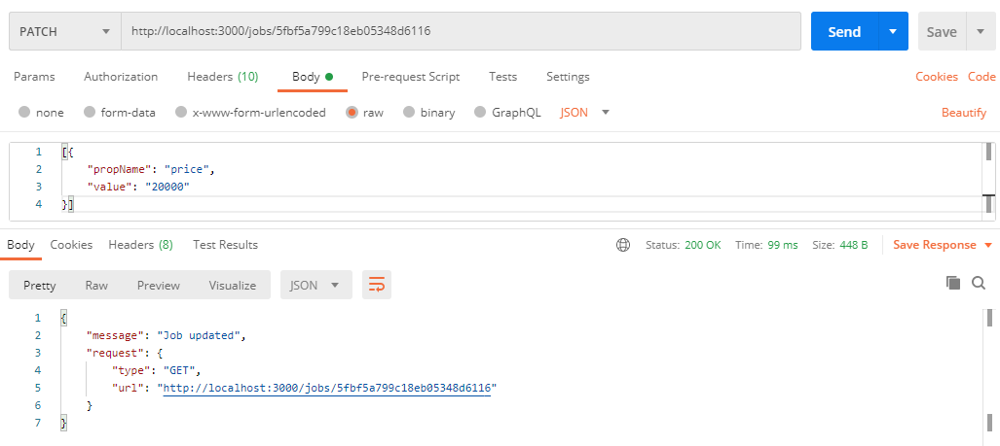 PATCH http://localhost:3000/jobs/5fbf5a799c18eb05348d6116 Send Save
Params Authorization Headers (10) Body Pre-request Script Tests Settings Cookies Code
none form-data x-www-form-urlencoded raw binary GraphQL JSON Beautify
1 [{
2 "propName": "price",
3 "value": "20000"
4 }]
Body Cookies Headers (8) Test Results Status: 200 OK Time: 99 ms Size: 448 B Save Response
Pretty Raw Preview Visualize JSON
1 {
2 "message": "Job updated",
3 "request": {
4 "type": "GET",
5 "url": "http://localhost:3000/jobs/5fbf5a799c18eb05348d6116"
6 }
7 }